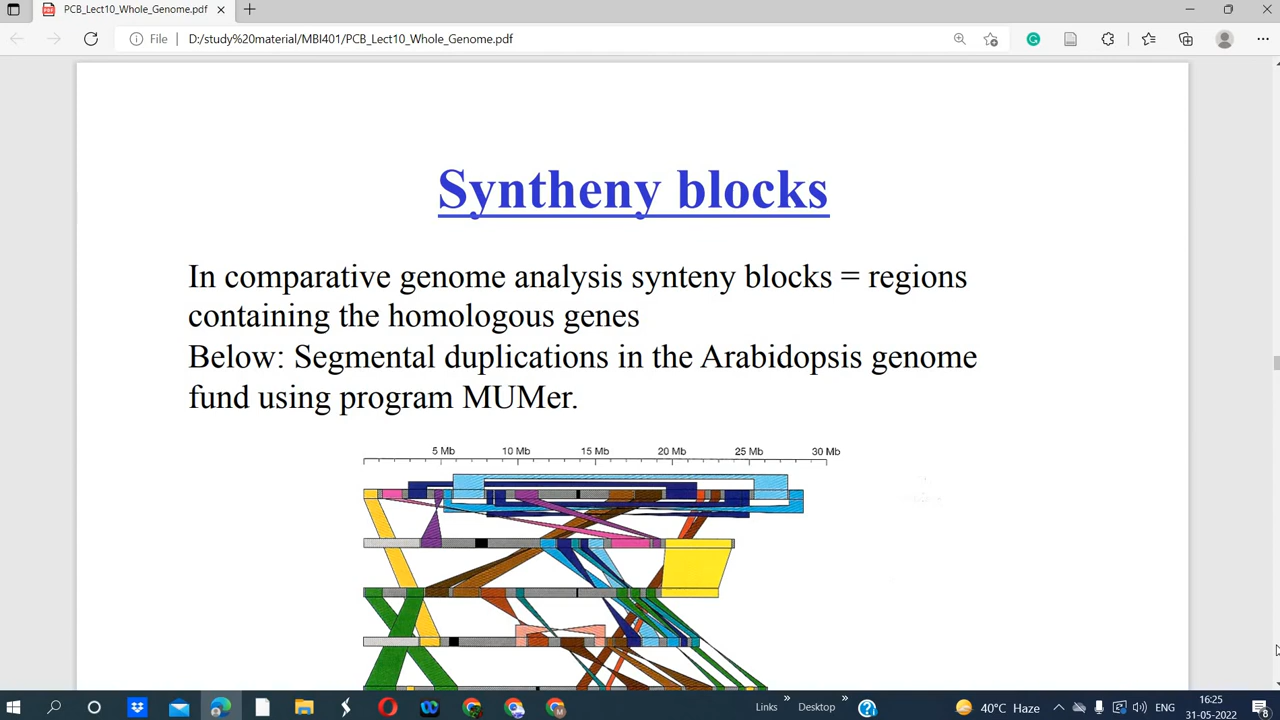 PCB_Lect10_Whole_Genome.pdf
File
D:/study%20material/MBI401/PCB_Lect10_Whole_Genome.pdf
Syntheny blocks
In comparative genome analysis synteny blocks = regions
containing the homologous genes
Below: Segmental duplications in the Arabidopsis genome
fund using program MUMer.
5 Mb 10 Mb 15 Mb 20 Mb 25 Mb 30 Mb
Links » Desktop » 40°C Haze ENG 16:25
31-05-2022 8